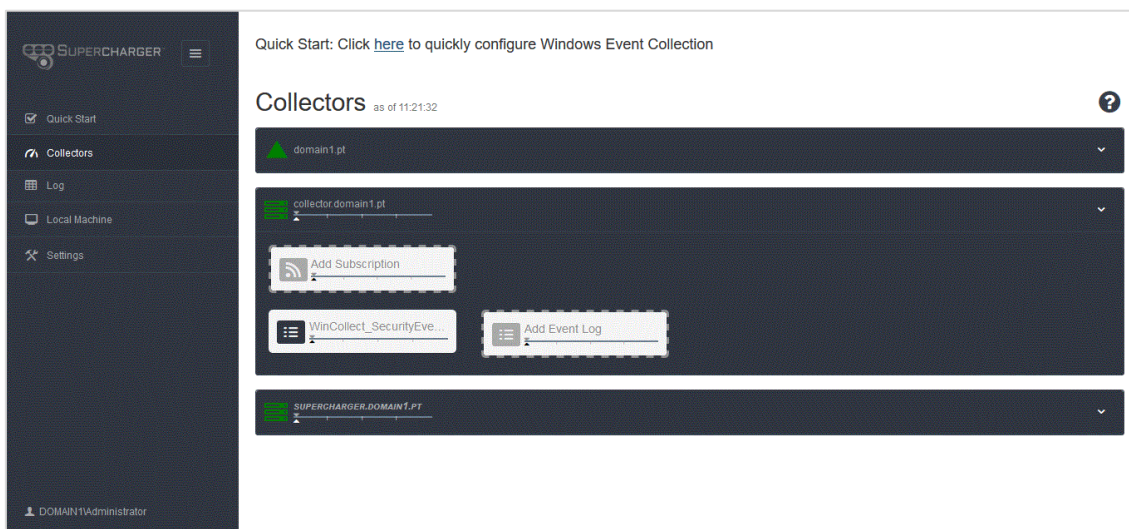 SUPERCHARGER
Quick Start
Collectors
Log
Local Machine
Settings
DOMAIN1\Administrator
Quick Start: Click here to quickly configure Windows Event Collection
Collectors as of 11:21:32
domain1.pt
collector.domain1.pt
Add Subscription
WinCollect_SecurityEve...
Add Event Log
SUPERCHARGER.DOMAIN1.PT